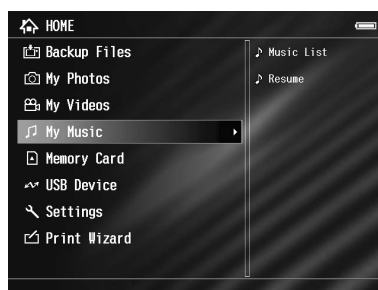 HOME
Backup Files
My Photos
My Videos
My Music
Memory Card
USB Device
Settings
Print Wizard
Music List
Resume